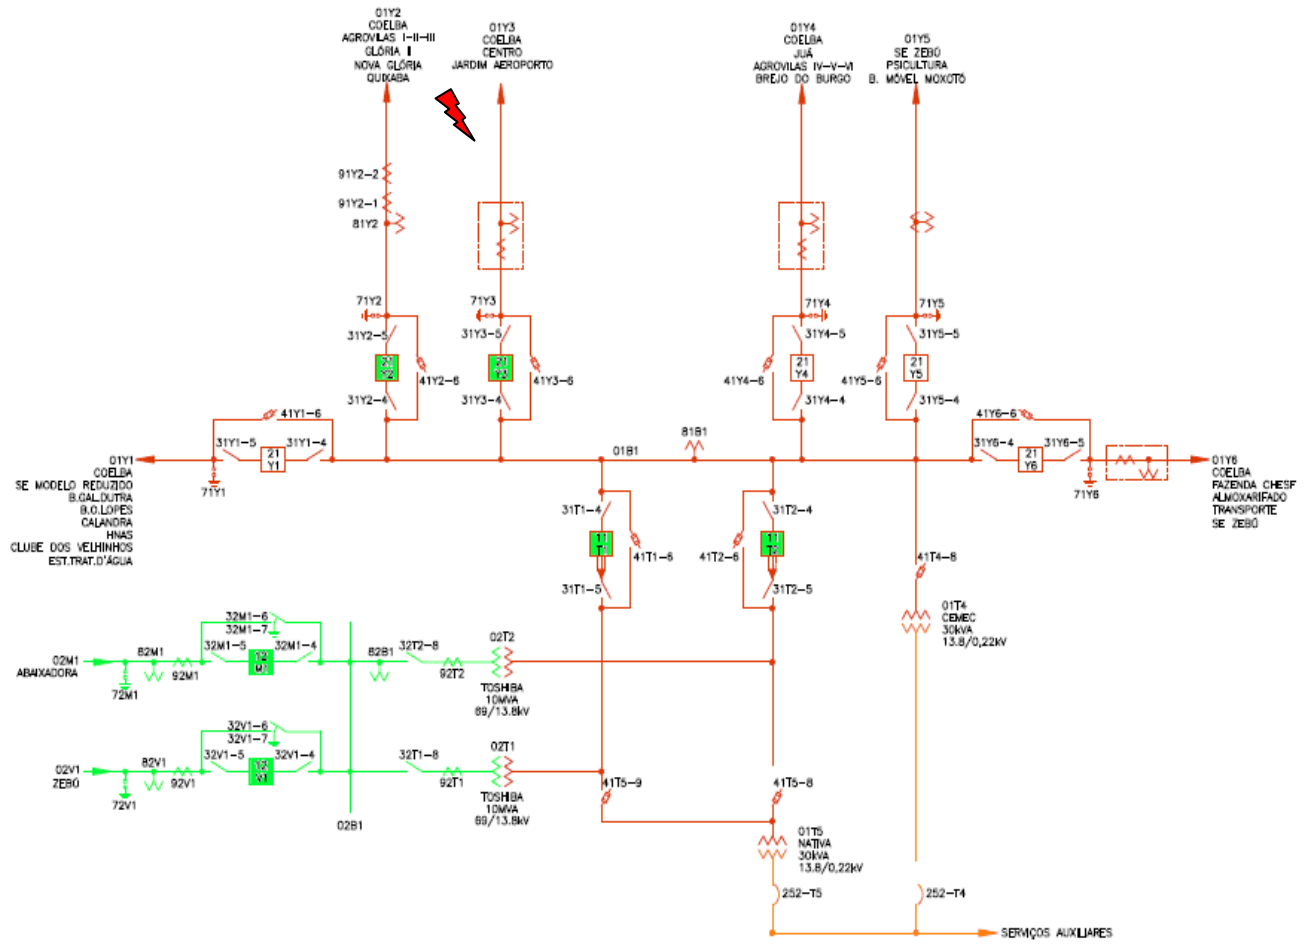 01Y2
COELBA
AGROVILAS I-II-III
GLÓRIA II
NOVA GLÓRIA
QUIXABA
01Y3
COELBA
CENTRO
JARDIM AEROPORTO
01Y4
COELBA
JUÁ
AGROVILAS IV-V-VI
BREJO DO BURGO
01Y5
SE ZEBÚ
PSICULTURA
B. MÓVEL MOXOTÓ
91Y2-2
91Y2-1
81Y2
71Y2
71Y3
71Y4
71Y5
31Y2-5
31Y3-5
31Y4-5
31Y5-5
21
Y2
21
Y3
21
Y4
21
Y5
41Y2-6
41Y3-6
41Y4-6
41Y5-6
31Y2-4
31Y3-4
31Y4-4
31Y5-4
41Y1-6
81B1
41Y6-6
31Y1-5
31Y1-4
01B1
31Y6-4
31Y6-5
21
Y1
21
Y6
71Y1
71Y6
01Y1
COELBA
SE MODELO REDUZIDO
B.GAL.DUTRA
B.O.LOPES
CALANDRA
HNAS
CLUBE DOS VELHINHOS
EST.TRAT.D'ÁGUA
01Y6
COELBA
FAZENDA CHESF
ALMOXARIFADO
TRANSPORTE
SE ZEBÚ
31T1-4
31T2-4
11
T1
11
T2
41T1-6
41T2-6
41T4-8
31T1-5
31T2-5
01T4
CEMEC
30kVA
13.8/0,22kV
32M1-6
32M1-7
82M1
32M1-5
32M1-4
32T2-8
02T2
02M1
ABAIXADORA
12
M1
82B1
92M1
92T2
72M1
TOSHIBA
10MVA
69/13.8kV
32V1-6
32V1-7
82V1
32V1-5
32V1-4
32T1-8
02T1
02V1
ZEBÚ
12
V1
92V1
92T1
72V1
TOSHIBA
10MVA
69/13.8kV
02B1
41T5-9
41T5-8
01T5
NATIVA
30kVA
13.8/0,22kV
252-T5
252-T4
SERVIÇOS AUXILIARES